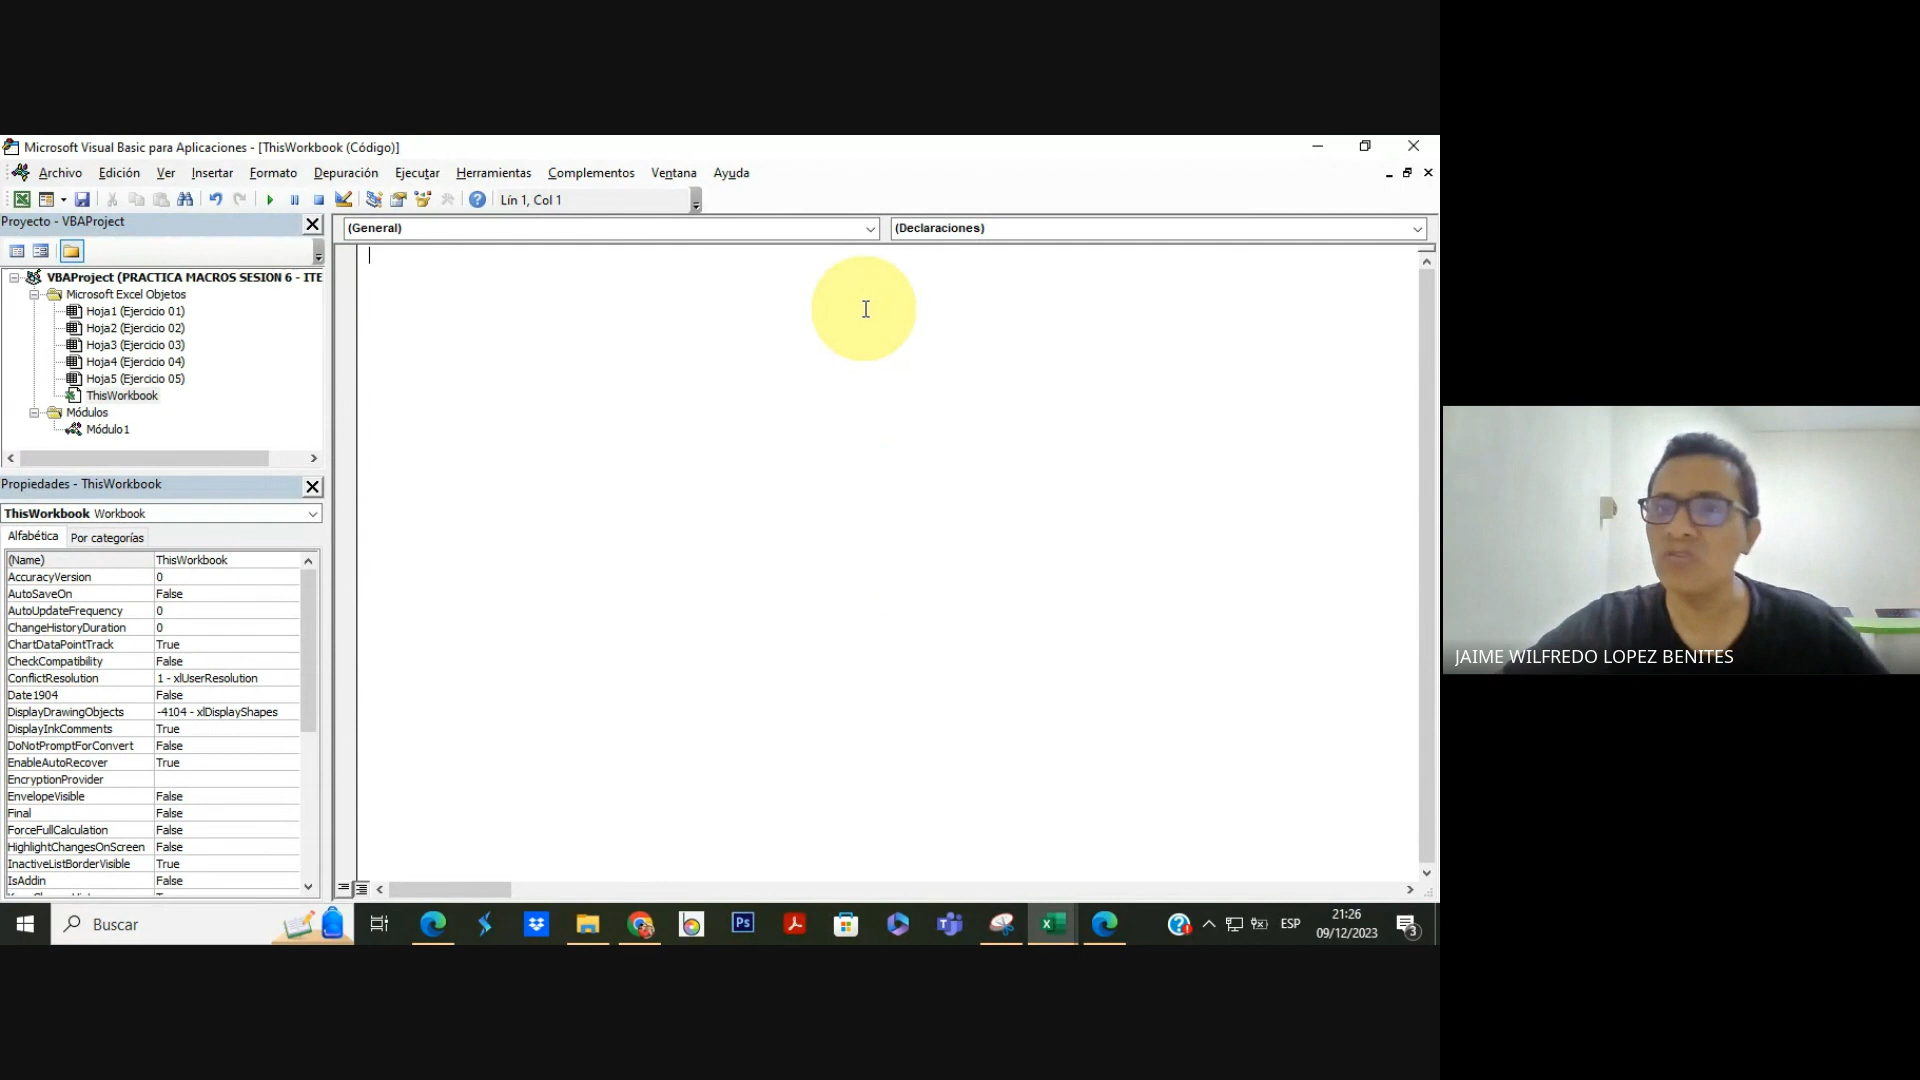 Microsoft Visual Basic para Aplicaciones - [ThisWorkbook (Código)]
Archivo Edición Ver Insertar Formato Depuración Ejecutar Herramientas Complementos Ventana Ayuda
Lín 1, Col 1
Proyecto - VBAProject
(General)
(Declaraciones)
VBAProject (PRACTICA MACROS SESION 6 - ITE
Microsoft Excel Objetos
Hoja1 (Ejercicio 01)
Hoja2 (Ejercicio 02)
Hoja3 (Ejercicio 03)
Hoja4 (Ejercicio 04)
Hoja5 (Ejercicio 05)
ThisWorkbook
Módulos
Módulo1
Propiedades - ThisWorkbook
ThisWorkbook Workbook
Alfabética Por categorías
(Name) ThisWorkbook
AccuracyVersion 0
AutoSaveOn False
AutoUpdateFrequency 0
ChangeHistoryDuration 0
ChartDataPointTrack True
CheckCompatibility False
ConflictResolution 1 - xlUserResolution
Date1904 False
DisplayDrawingObjects -4104 - xlDisplayShapes
DisplayInkComments True
DoNotPromptForConvert False
EnableAutoRecover True
EncryptionProvider
EnvelopeVisible False
Final False
ForceFullCalculation False
HighlightChangesOnScreen False
InactiveListBorderVisible True
IsAddin False
JAIME WILFREDO LOPEZ BENITES
Buscar
Ps
ESP
21:26
09/12/2023
3